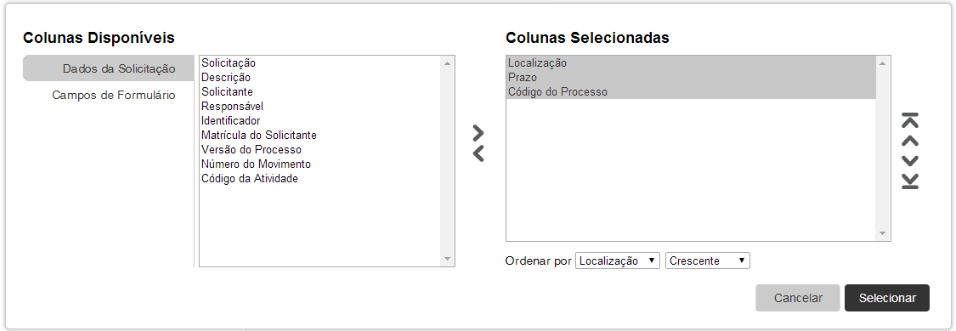 Colunas Disponíveis
Dados da Solicitação
Campos de Formulário
Solicitação
Descrição
Solicitante
Responsável
Identificador
Matrícula do Solicitante
Versão do Processo
Número do Movimento
Código da Atividade
Colunas Selecionadas
Localização
Prazo
Código do Processo
Ordenar por Localização Crescente
Cancelar Selecionar